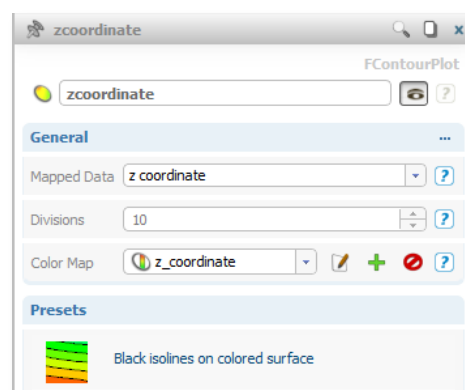 zcoordinate
FContourPlot
zcoordinate
General
Mapped Data z coordinate
Divisions 10
Color Map z_coordinate
Presets
Black isolines on colored surface